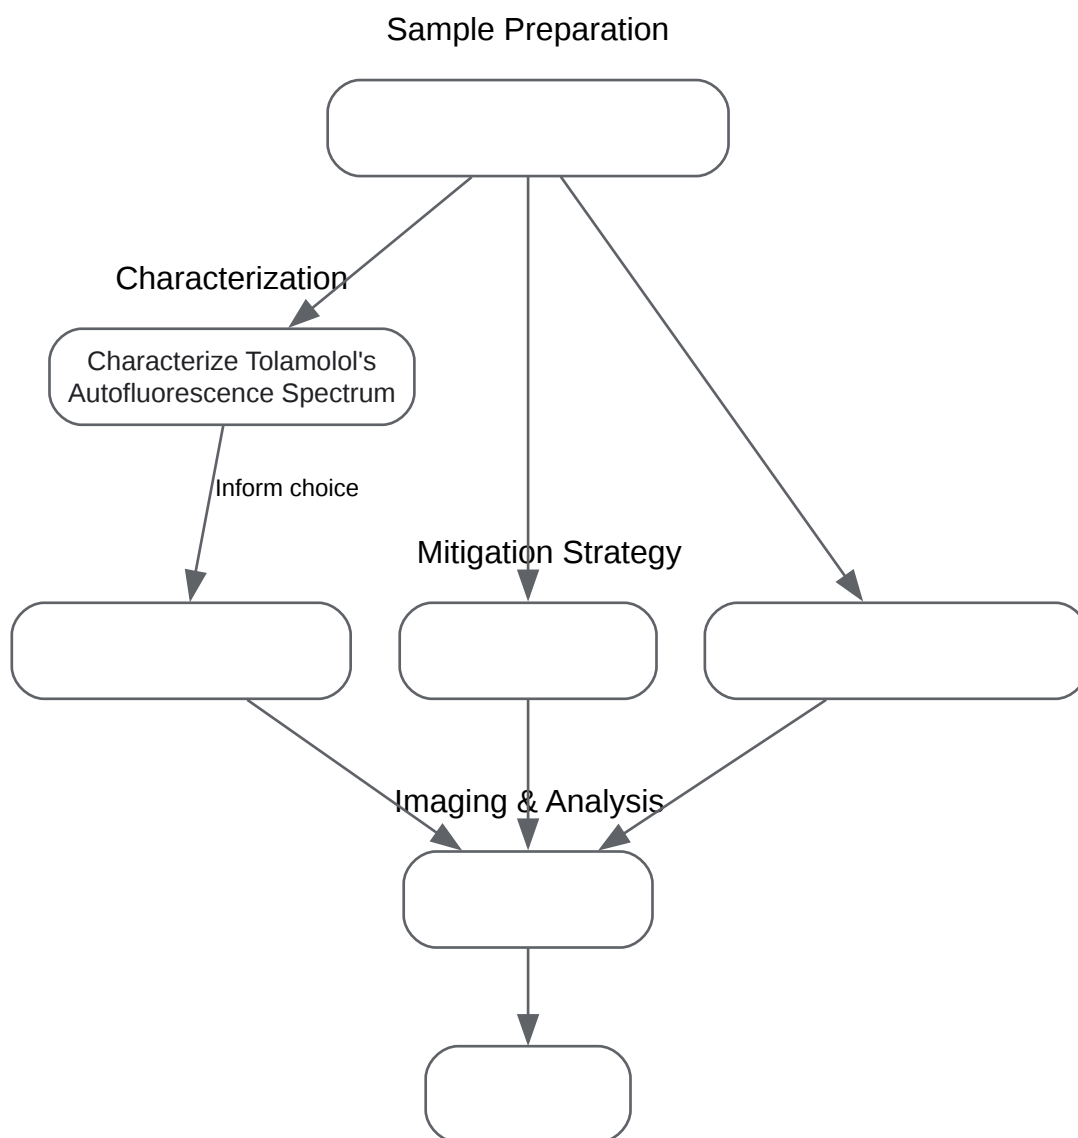 Sample Preparation
Characterization
Characterize Tolamolol's
Autofluorescence Spectrum
Inform choice
Mitigation Strategy
Imaging & Analysis